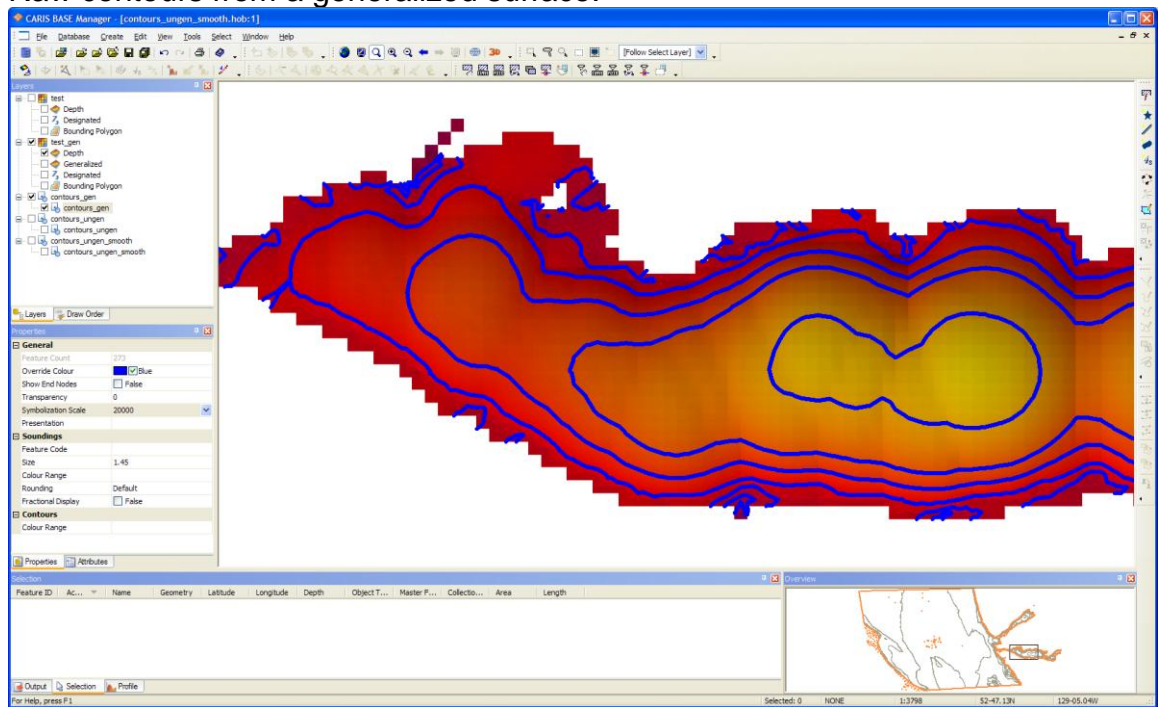 Raw contours from a generalized surface.
CARIS BASE Manager - [contours_ungen_smooth.hob:1]
File Database Create Edit View Tools Select Window Help
3D
[Follow Select Layer]
Layers
test
Depth
Designated
Bounding Polygon
test_gen
Depth
Generalized
Designated
Bounding Polygon
contours_gen
contours_gen
contours_ungen
contours_ungen
contours_ungen_smooth
contours_ungen_smooth
Layers Draw Order
Properties
General
Feature Count 273
Override Colour Blue
Show End Nodes False
Transparency 0
Symbolization Scale 20000
Presentation
Soundings
Feature Code
Size 1.45
Colour Range
Rounding Default
Fractional Display False
Contours
Colour Range
Properties Attributes
Selection
Feature ID Ac... Name Geometry Latitude Longitude Depth Object T... Master F... Collectio... Area Length
Overview
Output Selection Profile
For Help, press F1 Selected: 0 NONE 1:3798 52-47.13N 129-05.04W